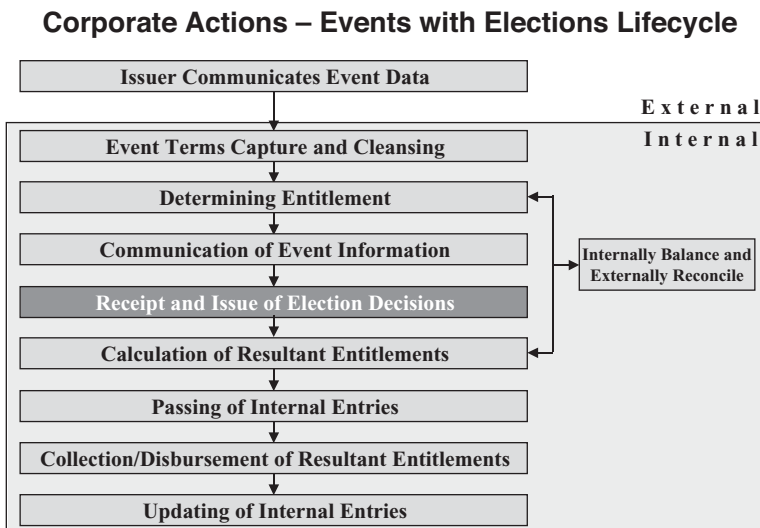 Corporate Actions – Events with Elections Lifecycle
Issuer Communicates Event Data
External
Internal
Event Terms Capture and Cleansing
Determining Entitlement
Communication of Event Information
Internally Balance and
Externally Reconcile
Receipt and Issue of Election Decisions
Calculation of Resultant Entitlements
Passing of Internal Entries
Collection/Disbursement of Resultant Entitlements
Updating of Internal Entries